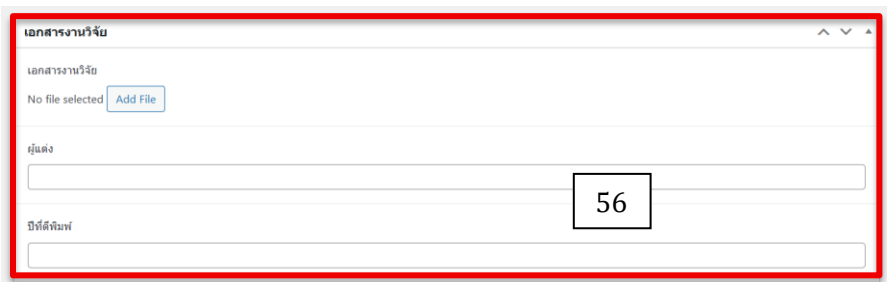 เอกสารงานวิจัย
เอกสารงานวิจัย
No file selected Add File
ผู้แต่ง
56
ปีที่ตีพิมพ์